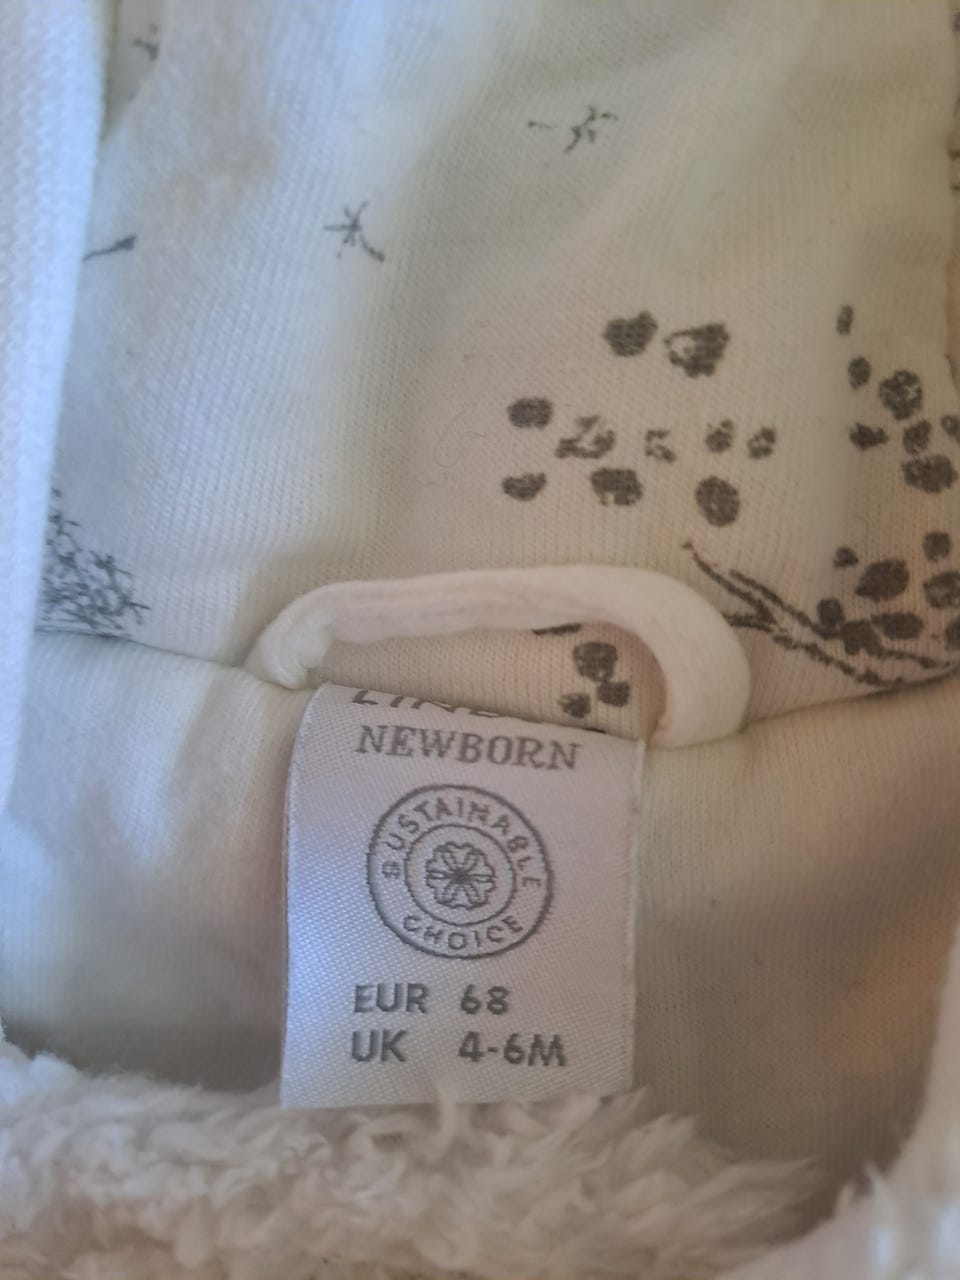 NEWBORN
SUSTAINABLE
CHOICE
EUR 68
UK 4-6M